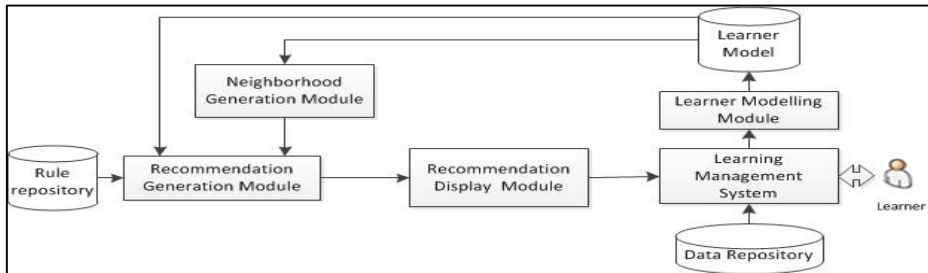 Learner
Model
Neighborhood
Generation Module
Learner Modelling
Module
Rule
repository
Recommendation
Generation Module
Recommendation
Display Module
Learning
Management
System
Learner
Data Repository